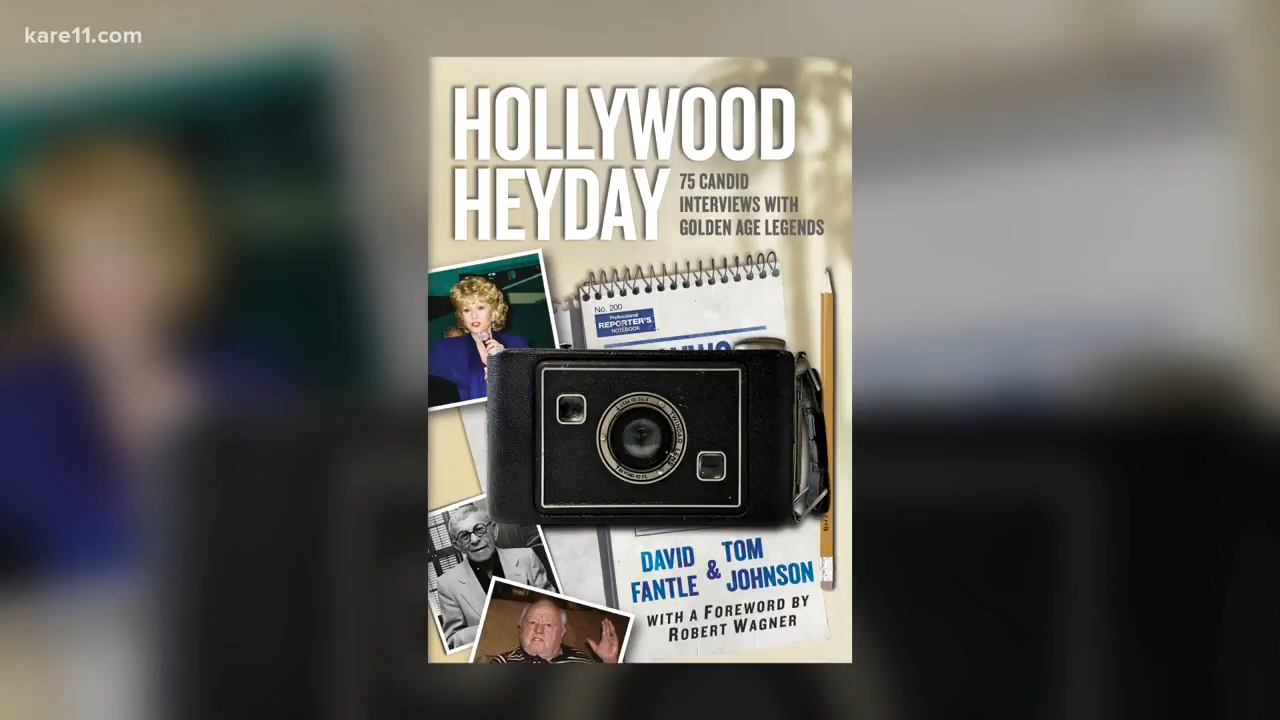 kare11.com
HOLLYWOOD
HEYDAY
75 CANDID
INTERVIEWS WITH
GOLDEN AGE LEGENDS
No. 200
Professional
REPORTER'S
NOTEBOOK
DAVID
FANTLE
&
TOM
JOHNSON
WITH A FOREWORD BY
ROBERT WAGNER